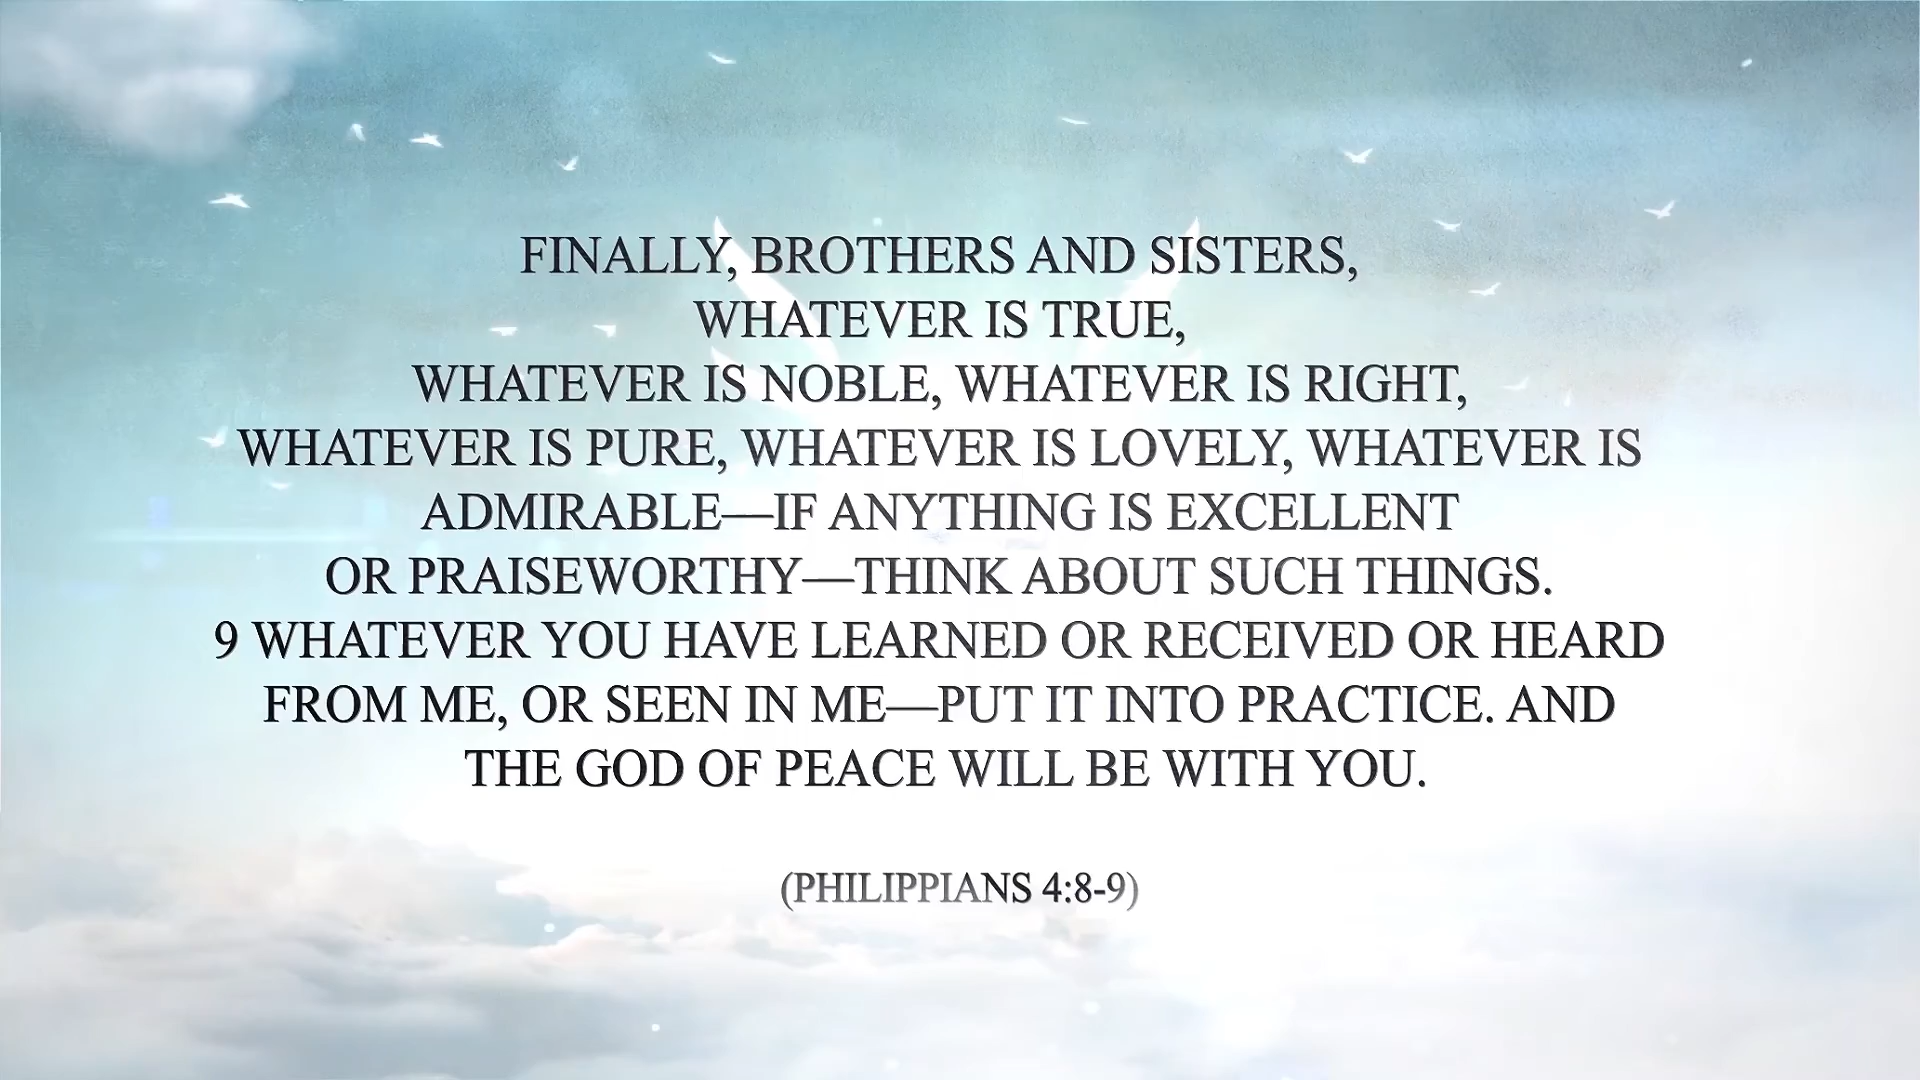 FINALLY, BROTHERS AND SISTERS,
WHATEVER IS TRUE,
WHATEVER IS NOBLE, WHATEVER IS RIGHT,
WHATEVER IS PURE, WHATEVER IS LOVELY, WHATEVER IS
ADMIRABLE—IF ANYTHING IS EXCELLENT
OR PRAISEWORTHY—THINK ABOUT SUCH THINGS.
9 WHATEVER YOU HAVE LEARNED OR RECEIVED OR HEARD
FROM ME, OR SEEN IN ME—PUT IT INTO PRACTICE. AND
THE GOD OF PEACE WILL BE WITH YOU.
(PHILIPPIANS 4:8-9)